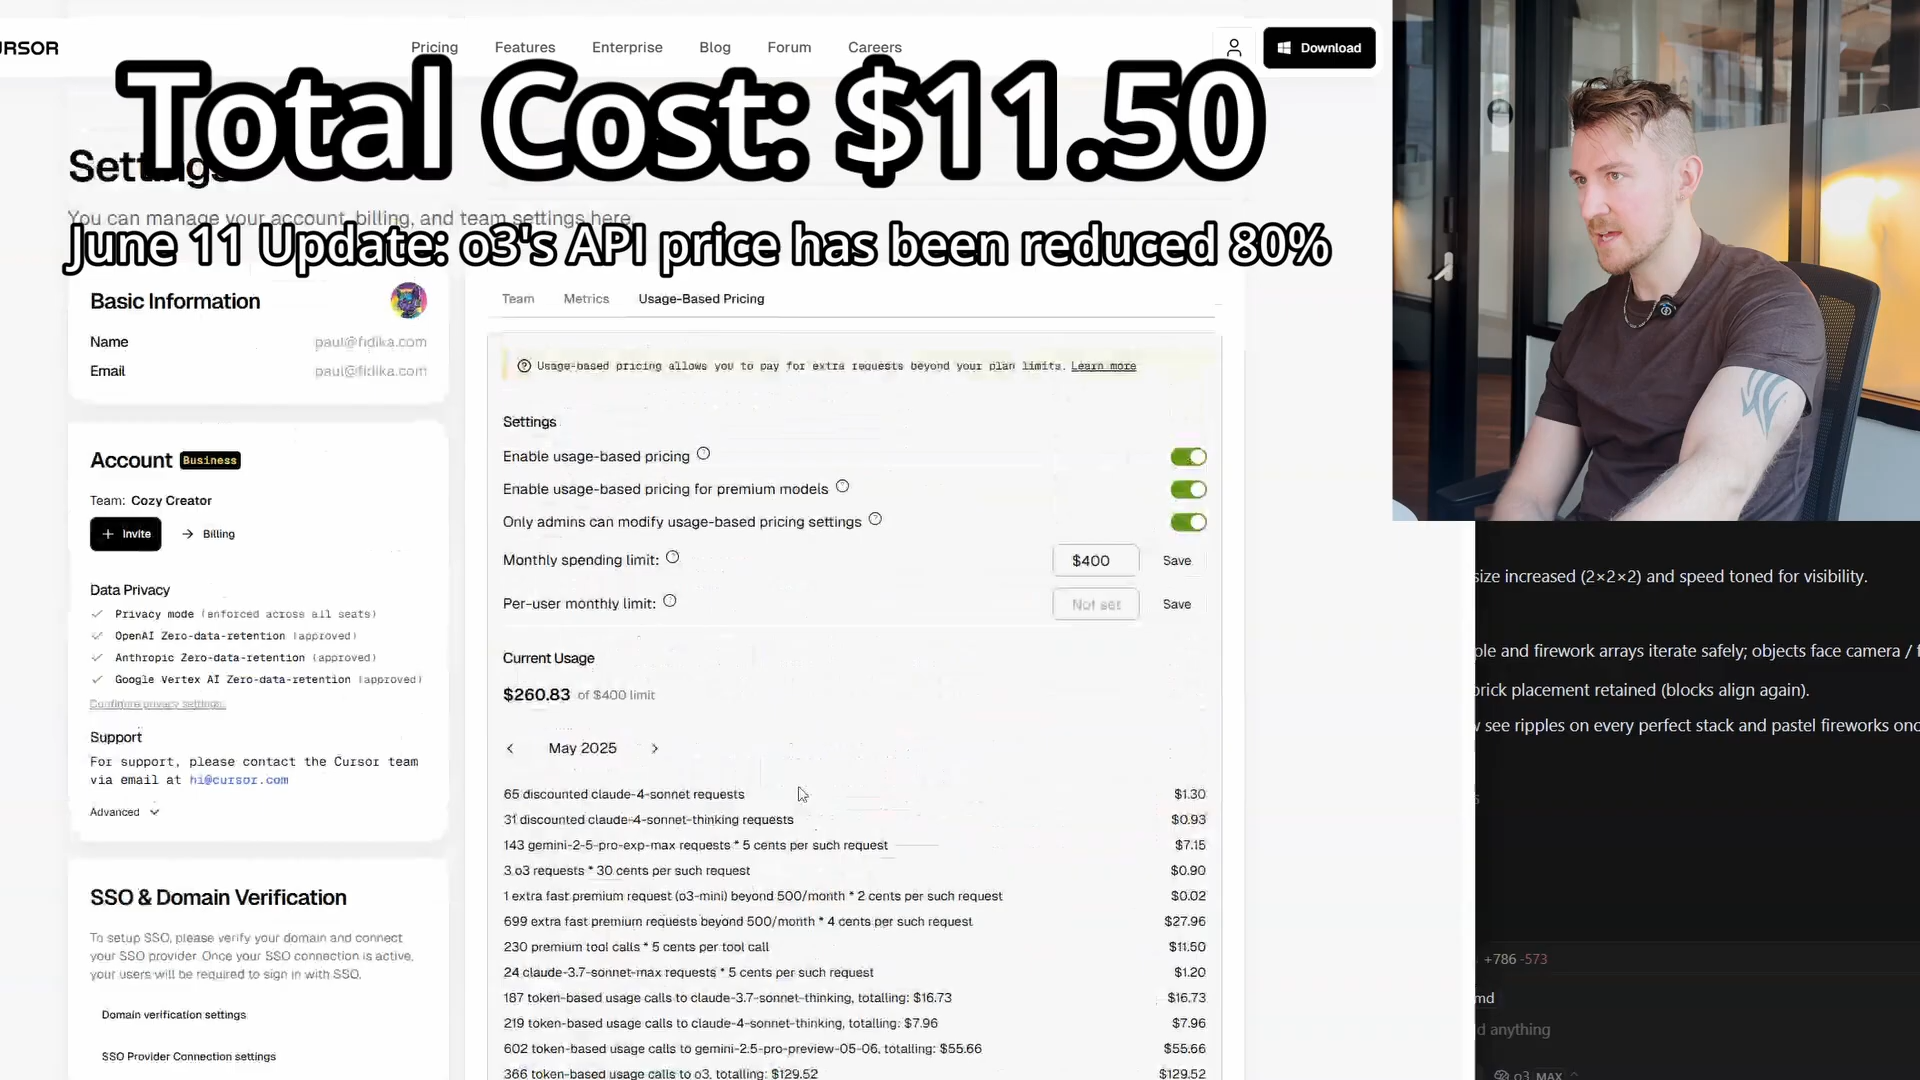 URSOR
Pricing
Features
Enterprise
Blog
Forum
Careers
Download
Total Cost: $11.50
Settings
You can manage your account, billing, and team settings here
June 11 Update: o3's API price has been reduced 80%
Basic Information
Name
paul@fidika.com
Email
paul@fidika.com
Account Business
Team: Cozy Creator
+ Invite
→ Billing
Data Privacy
Privacy mode (enforced across all seats)
OpenAI Zero-data-retention (approved)
Anthropic Zero-data-retention (approved)
Google Vertex AI Zero-data-retention (approved)
Configure privacy settings.
Support
For support, please contact the Cursor team
via email at hi@cursor.com
Advanced
SSO & Domain Verification
To setup SSO, please verify your domain and connect
your SSO provider. Once your SSO connection is active,
your users will be required to sign in with SSO.
Domain verification settings
SSO Provider Connection settings
Team
Metrics
Usage-Based Pricing
Usage-based pricing allows you to pay for extra requests beyond your plan limits. Learn more
Settings
Enable usage-based pricing
Enable usage-based pricing for premium models
Only admins can modify usage-based pricing settings
Monthly spending limit: $400 Save
Per-user monthly limit: Not set Save
Current Usage
$260.83 of $400 limit
< May 2025 >
65 discounted claude-4-sonnet requests $1.30
31 discounted claude-4-sonnet-thinking requests $0.93
143 gemini-2-5-pro-exp-max requests * 5 cents per such request $7.15
3 o3 requests * 30 cents per such request $0.90
1 extra fast premium request (o3-mini) beyond 500/month * 2 cents per such request $0.02
699 extra fast premium requests beyond 500/month * 4 cents per such request $27.96
230 premium tool calls * 5 cents per tool call $11.50
24 claude-3.7-sonnet-max requests * 5 cents per such request $1.20
187 token-based usage calls to claude-3.7-sonnet-thinking, totalling: $16.73 $16.73
219 token-based usage calls to claude-4-sonnet-thinking, totalling: $7.96 $7.96
602 token-based usage calls to gemini-2.5-pro-preview-05-06, totalling: $55.66 $55.66
366 token-based usage calls to o3, totalling: $129.52 $129.52
size increased (2×2×2) and speed toned for visibility.
ple and firework arrays iterate safely; objects face camera / f
brick placement retained (blocks align again).
see ripples on every perfect stack and pastel fireworks onc
+786 -573
md
d anything
o3 MAX